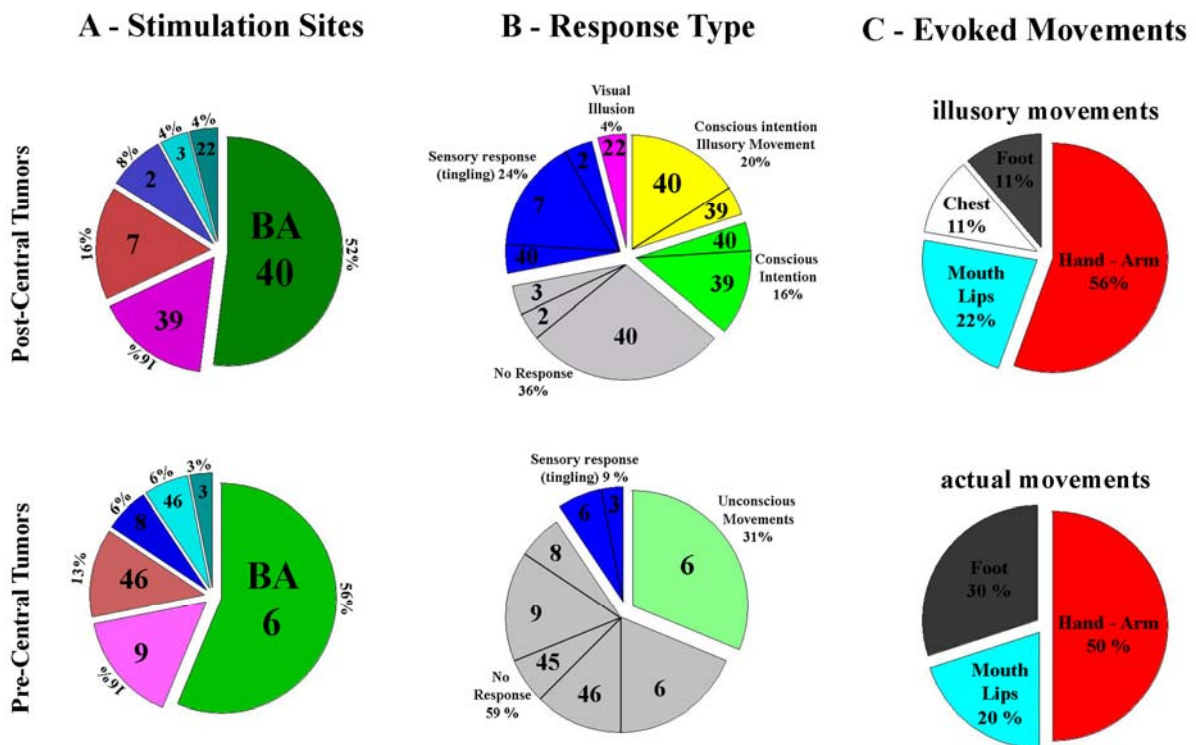 A - Stimulation Sites
B - Response Type
C - Evoked Movements
Post-Central Tumors
4%
4%
8%
16%
16%
52%
22
3
2
7
39
BA
40
Visual
Illusion
4%
Conscious intention
Illusory Movement
20%
Sensory response
(tingling) 24%
Conscious
Intention
16%
No Response
36%
22
2
7
40
3
2
40
40
39
40
39
illusory movements
Foot
11%
Chest
11%
Mouth
Lips
22%
Hand - Arm
56%
Pre-Central Tumors
3%
6%
6%
13%
16%
56%
3
46
8
46
9
BA
6
Sensory response
(tingling) 9 %
Unconscious
Movements
31%
No
Response
59 %
6
3
6
8
9
45
46
6
actual movements
Foot
30 %
Mouth
Lips
20 %
Hand - Arm
50 %